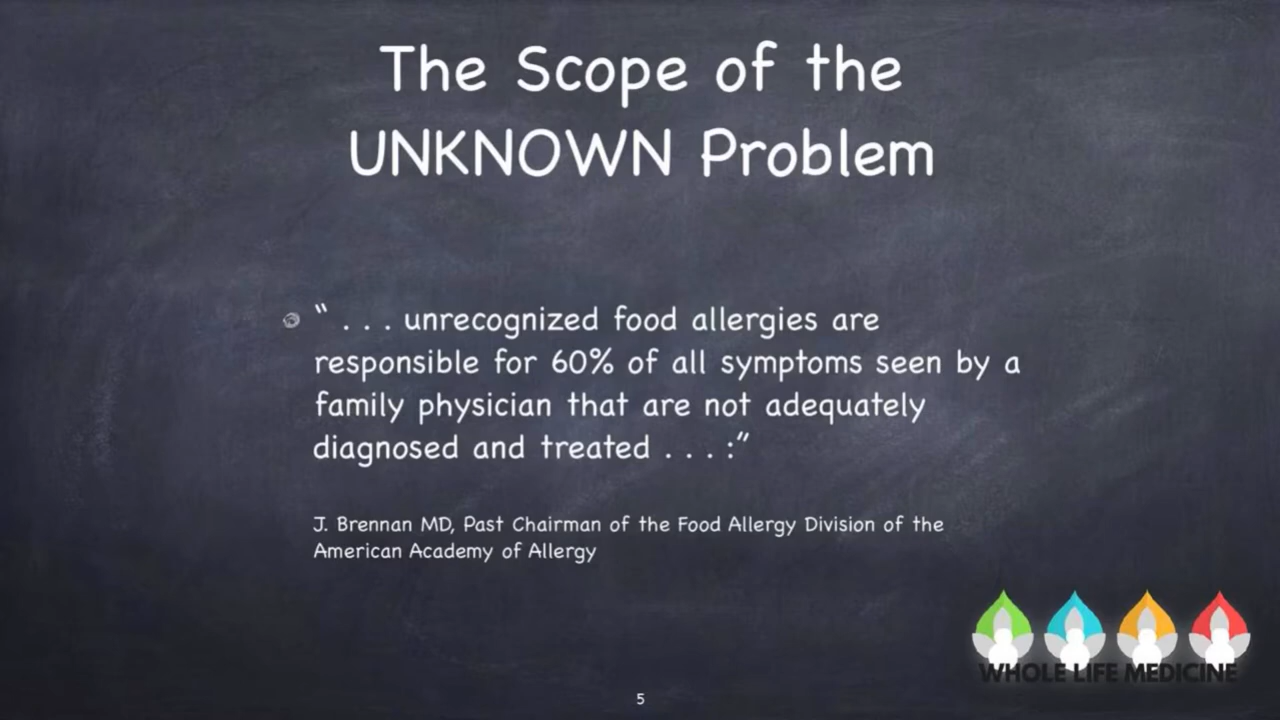 The Scope of the
UNKNOWN Problem
“ . . . unrecognized food allergies are
responsible for 60% of all symptoms seen by a
family physician that are not adequately
diagnosed and treated . . . :”
J. Brennan MD, Past Chairman of the Food Allergy Division of the
American Academy of Allergy
WHOLE LIFE MEDICINE
5